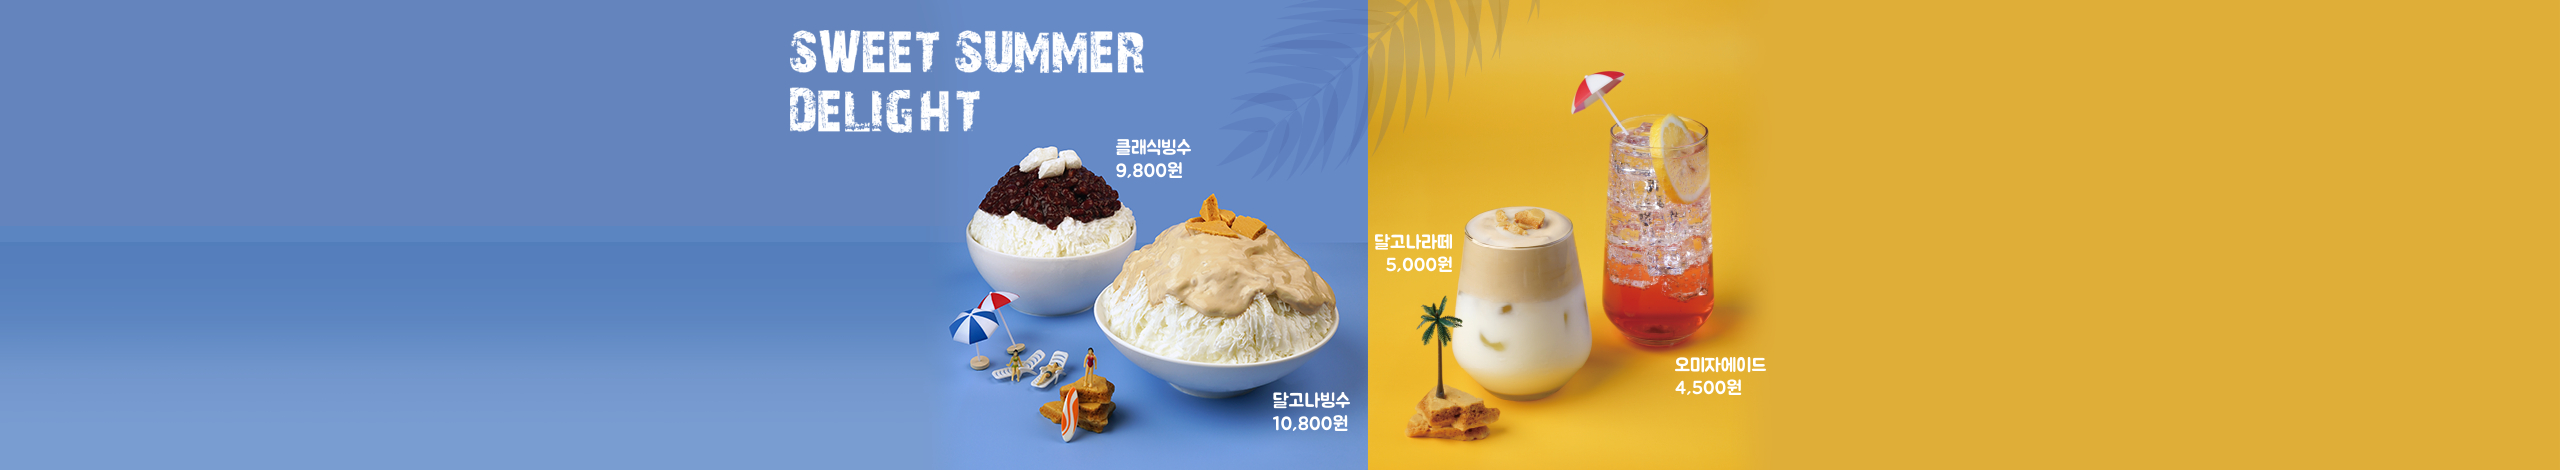 SWEET SUMMER
DELIGHT
클래식빙수
9,800원
달고나빙수
10,800원
달고나라떼
5,000원
오미자에이드
4,500원